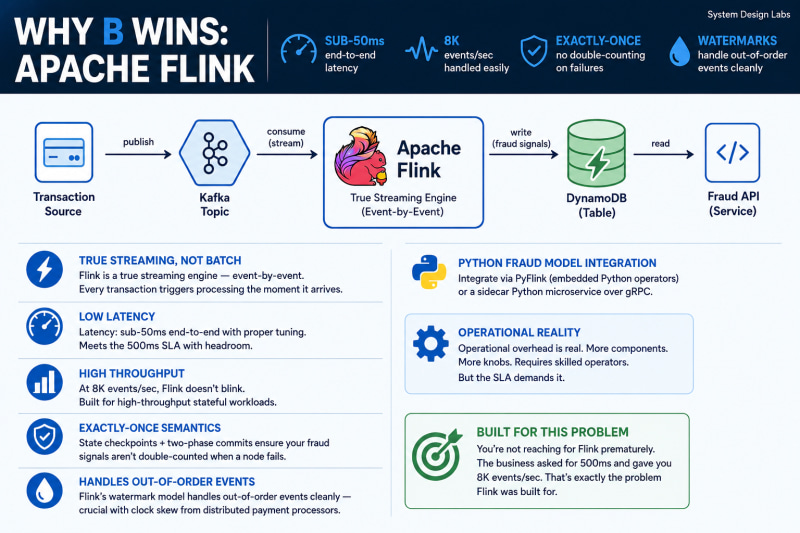 System Design Labs
WHY B WINS:
APACHE FLINK
SUB-50ms
end-to-end
latency
8K
events/sec
handled easily
EXACTLY-ONCE
no double-counting
on failures
WATERMARKS
handle out-of-order
events cleanly
Transaction
Source
publish
Kafka
Topic
consume
(stream)
Apache
Flink
True Streaming Engine
(Event-by-Event)
write
(fraud signals)
DynamoDB
(Table)
read
</>
Fraud API
(Service)
TRUE STREAMING, NOT BATCH
Flink is a true streaming engine — event-by-event.
Every transaction triggers processing the moment it arrives.
LOW LATENCY
Latency: sub-50ms end-to-end with proper tuning.
Meets the 500ms SLA with headroom.
HIGH THROUGHPUT
At 8K events/sec, Flink doesn't blink.
Built for high-throughput stateful workloads.
EXACTLY-ONCE SEMANTICS
State checkpoints + two-phase commits ensure your fraud
signals aren't double-counted when a node fails.
HANDLES OUT-OF-ORDER EVENTS
Flink's watermark model handles out-of-order events cleanly —
crucial with clock skew from distributed payment processors.
PYTHON FRAUD MODEL INTEGRATION
Integrate via PyFlink (embedded Python operators)
or a sidecar Python microservice over gRPC.
OPERATIONAL REALITY
Operational overhead is real. More components.
More knobs. Requires skilled operators.
But the SLA demands it.
BUILT FOR THIS PROBLEM
You're not reaching for Flink prematurely.
The business asked for 500ms and gave you
8K events/sec. That's exactly the problem
Flink was built for.